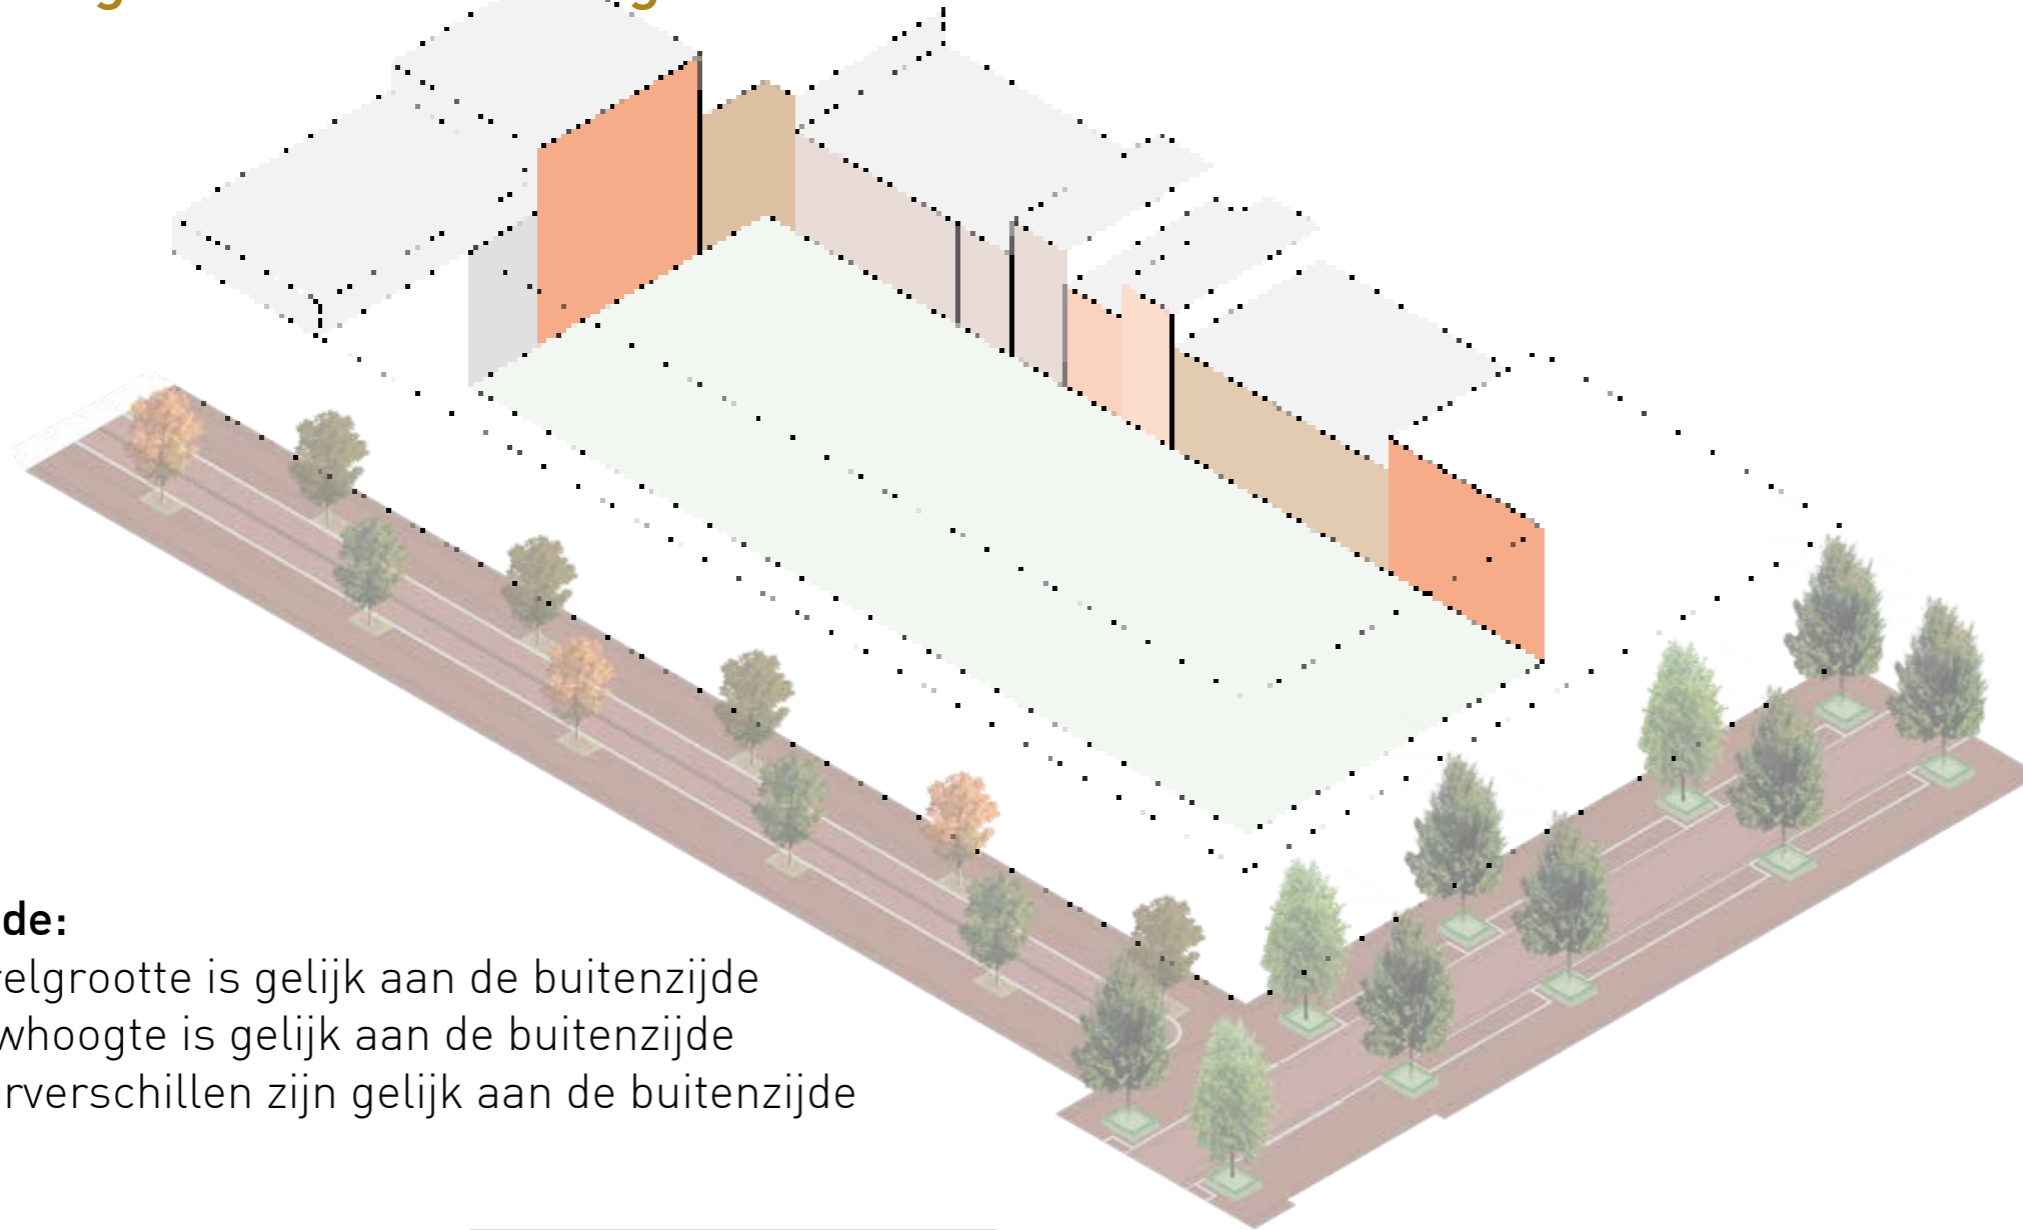 de:
elgrootte is gelijk aan de buitenzijde
whoogte is gelijk aan de buitenzijde
rverschillen zijn gelijk aan de buitenzijde